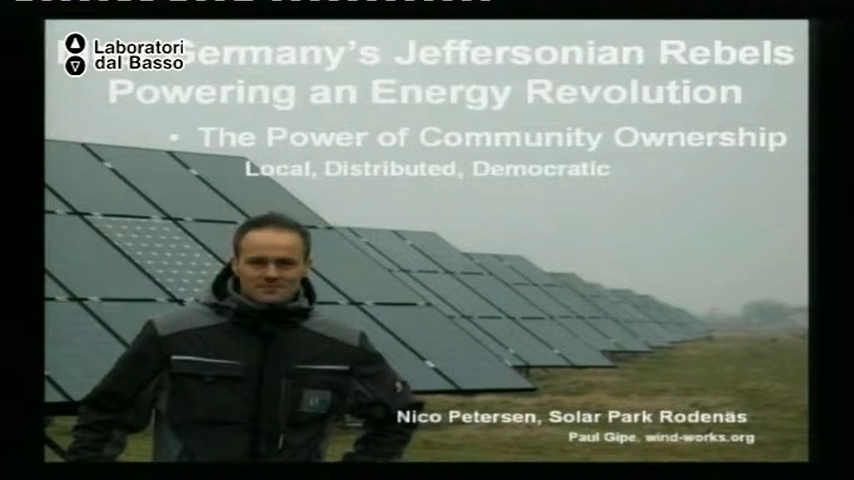 Laboratori
dal Basso
Germany's Jeffersonian Rebels
Powering an Energy Revolution
• The Power of Community Ownership
Local, Distributed, Democratic
Nico Petersen, Solar Park Rodenäs
Paul Gipe, wind-works.org